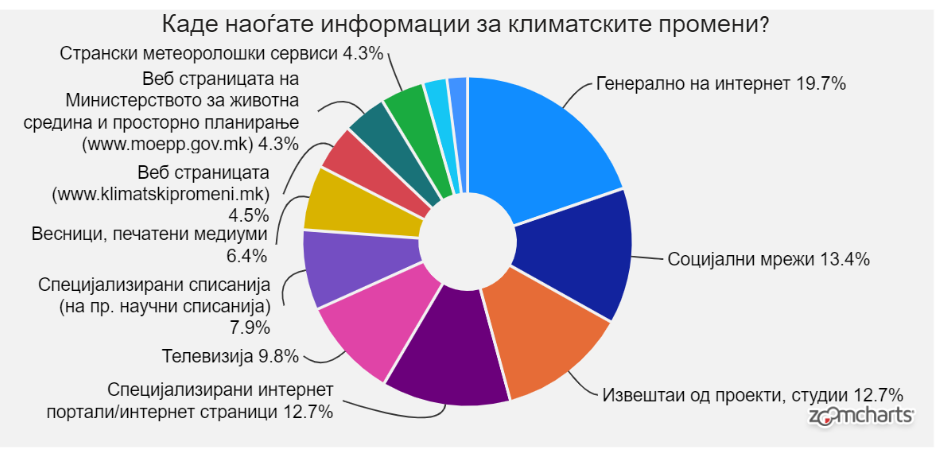 Каде наоѓате информации за климатските промени?
Странски метеоролошки сервиси 4.3%
Веб страницата на
Министерството за животна
средина и просторно планирање
(www.moepp.gov.mk) 4.3%
Веб страницата
(www.klimatskipromeni.mk)
4.5%
Весници, печатени медиуми
6.4%
Специјализирани списанија
(на пр. научни списанија)
7.9%
Телевизија 9.8%
Специјализирани интернет
портали/интернет страници 12.7%
Генерално на интернет 19.7%
Социјални мрежи 13.4%
Извештаи од проекти, студии 12.7%
zoomcharts